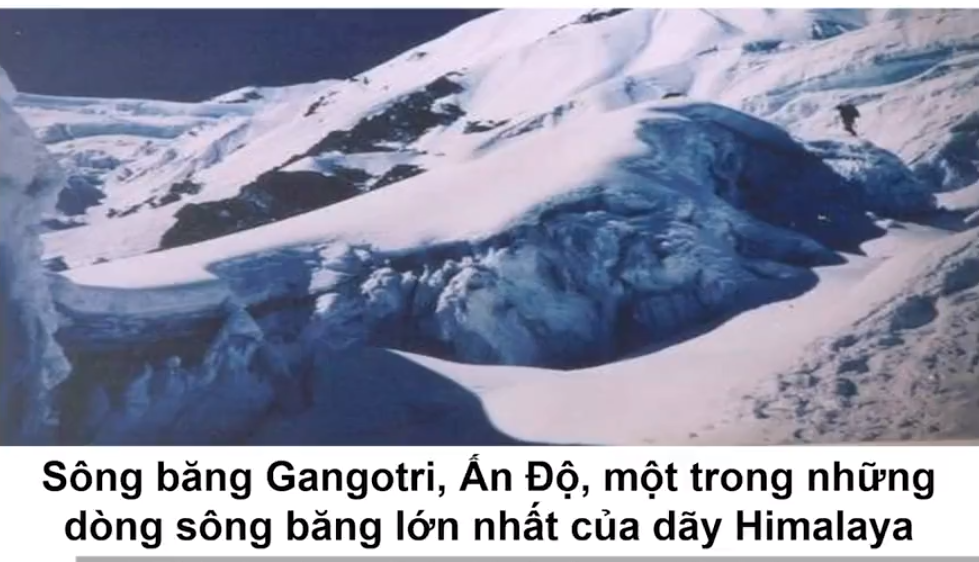 Sông băng Gangotri, Ấn Độ, một trong những
dòng sông băng lớn nhất của dãy Himalaya